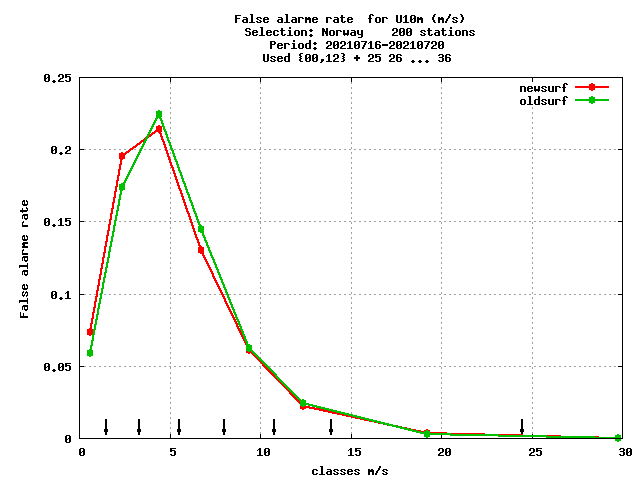 False alarme rate  for U10m (m/s)
Selection: Norway    200 stations
Period: 20210716-20210720
Used {00,12} + 25 26 ... 36
newsurf
oldsurf
0.25
0.2
0.15
0.1
0.05
0
False alarme rate
0 5 10 15 20 25 30
classes m/s